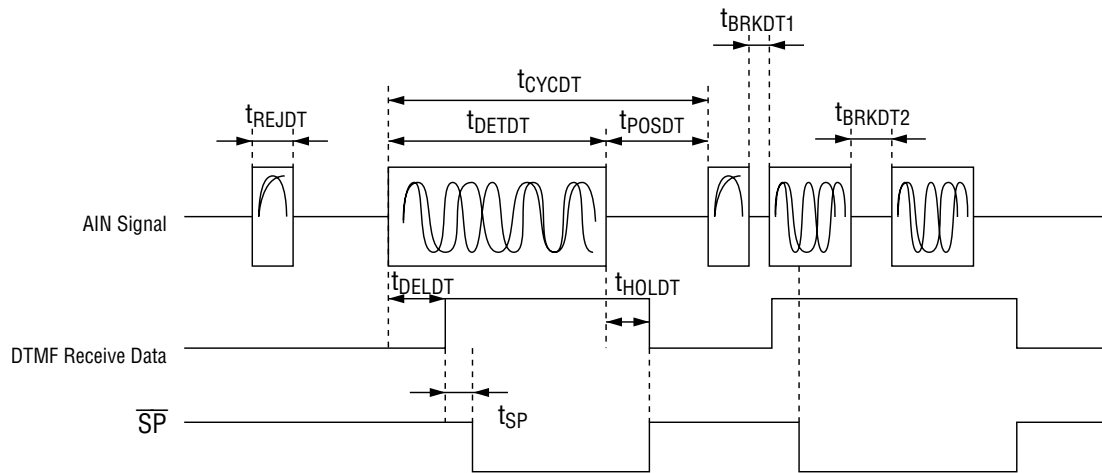 tBRKDT1
tCYCDT
tREJDT
tDETDT
tPOSDT
tBRKDT2
AIN Signal
tDELDT
tHOLDT
DTMF Receive Data
tSP
SP